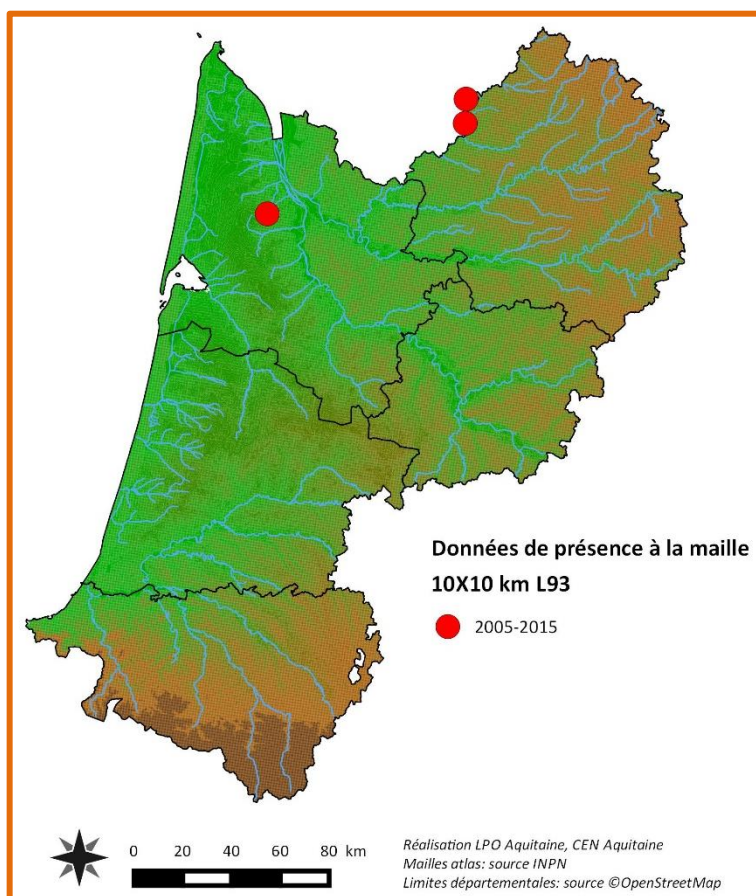 Données de présence à la maille
10X10 km L93
2005-2015
0 20 40 60 80 km
Réalisation LPO Aquitaine, CEN Aquitaine
Mailles atlas: source INPN
Limites départementales: source ©OpenStreetMap